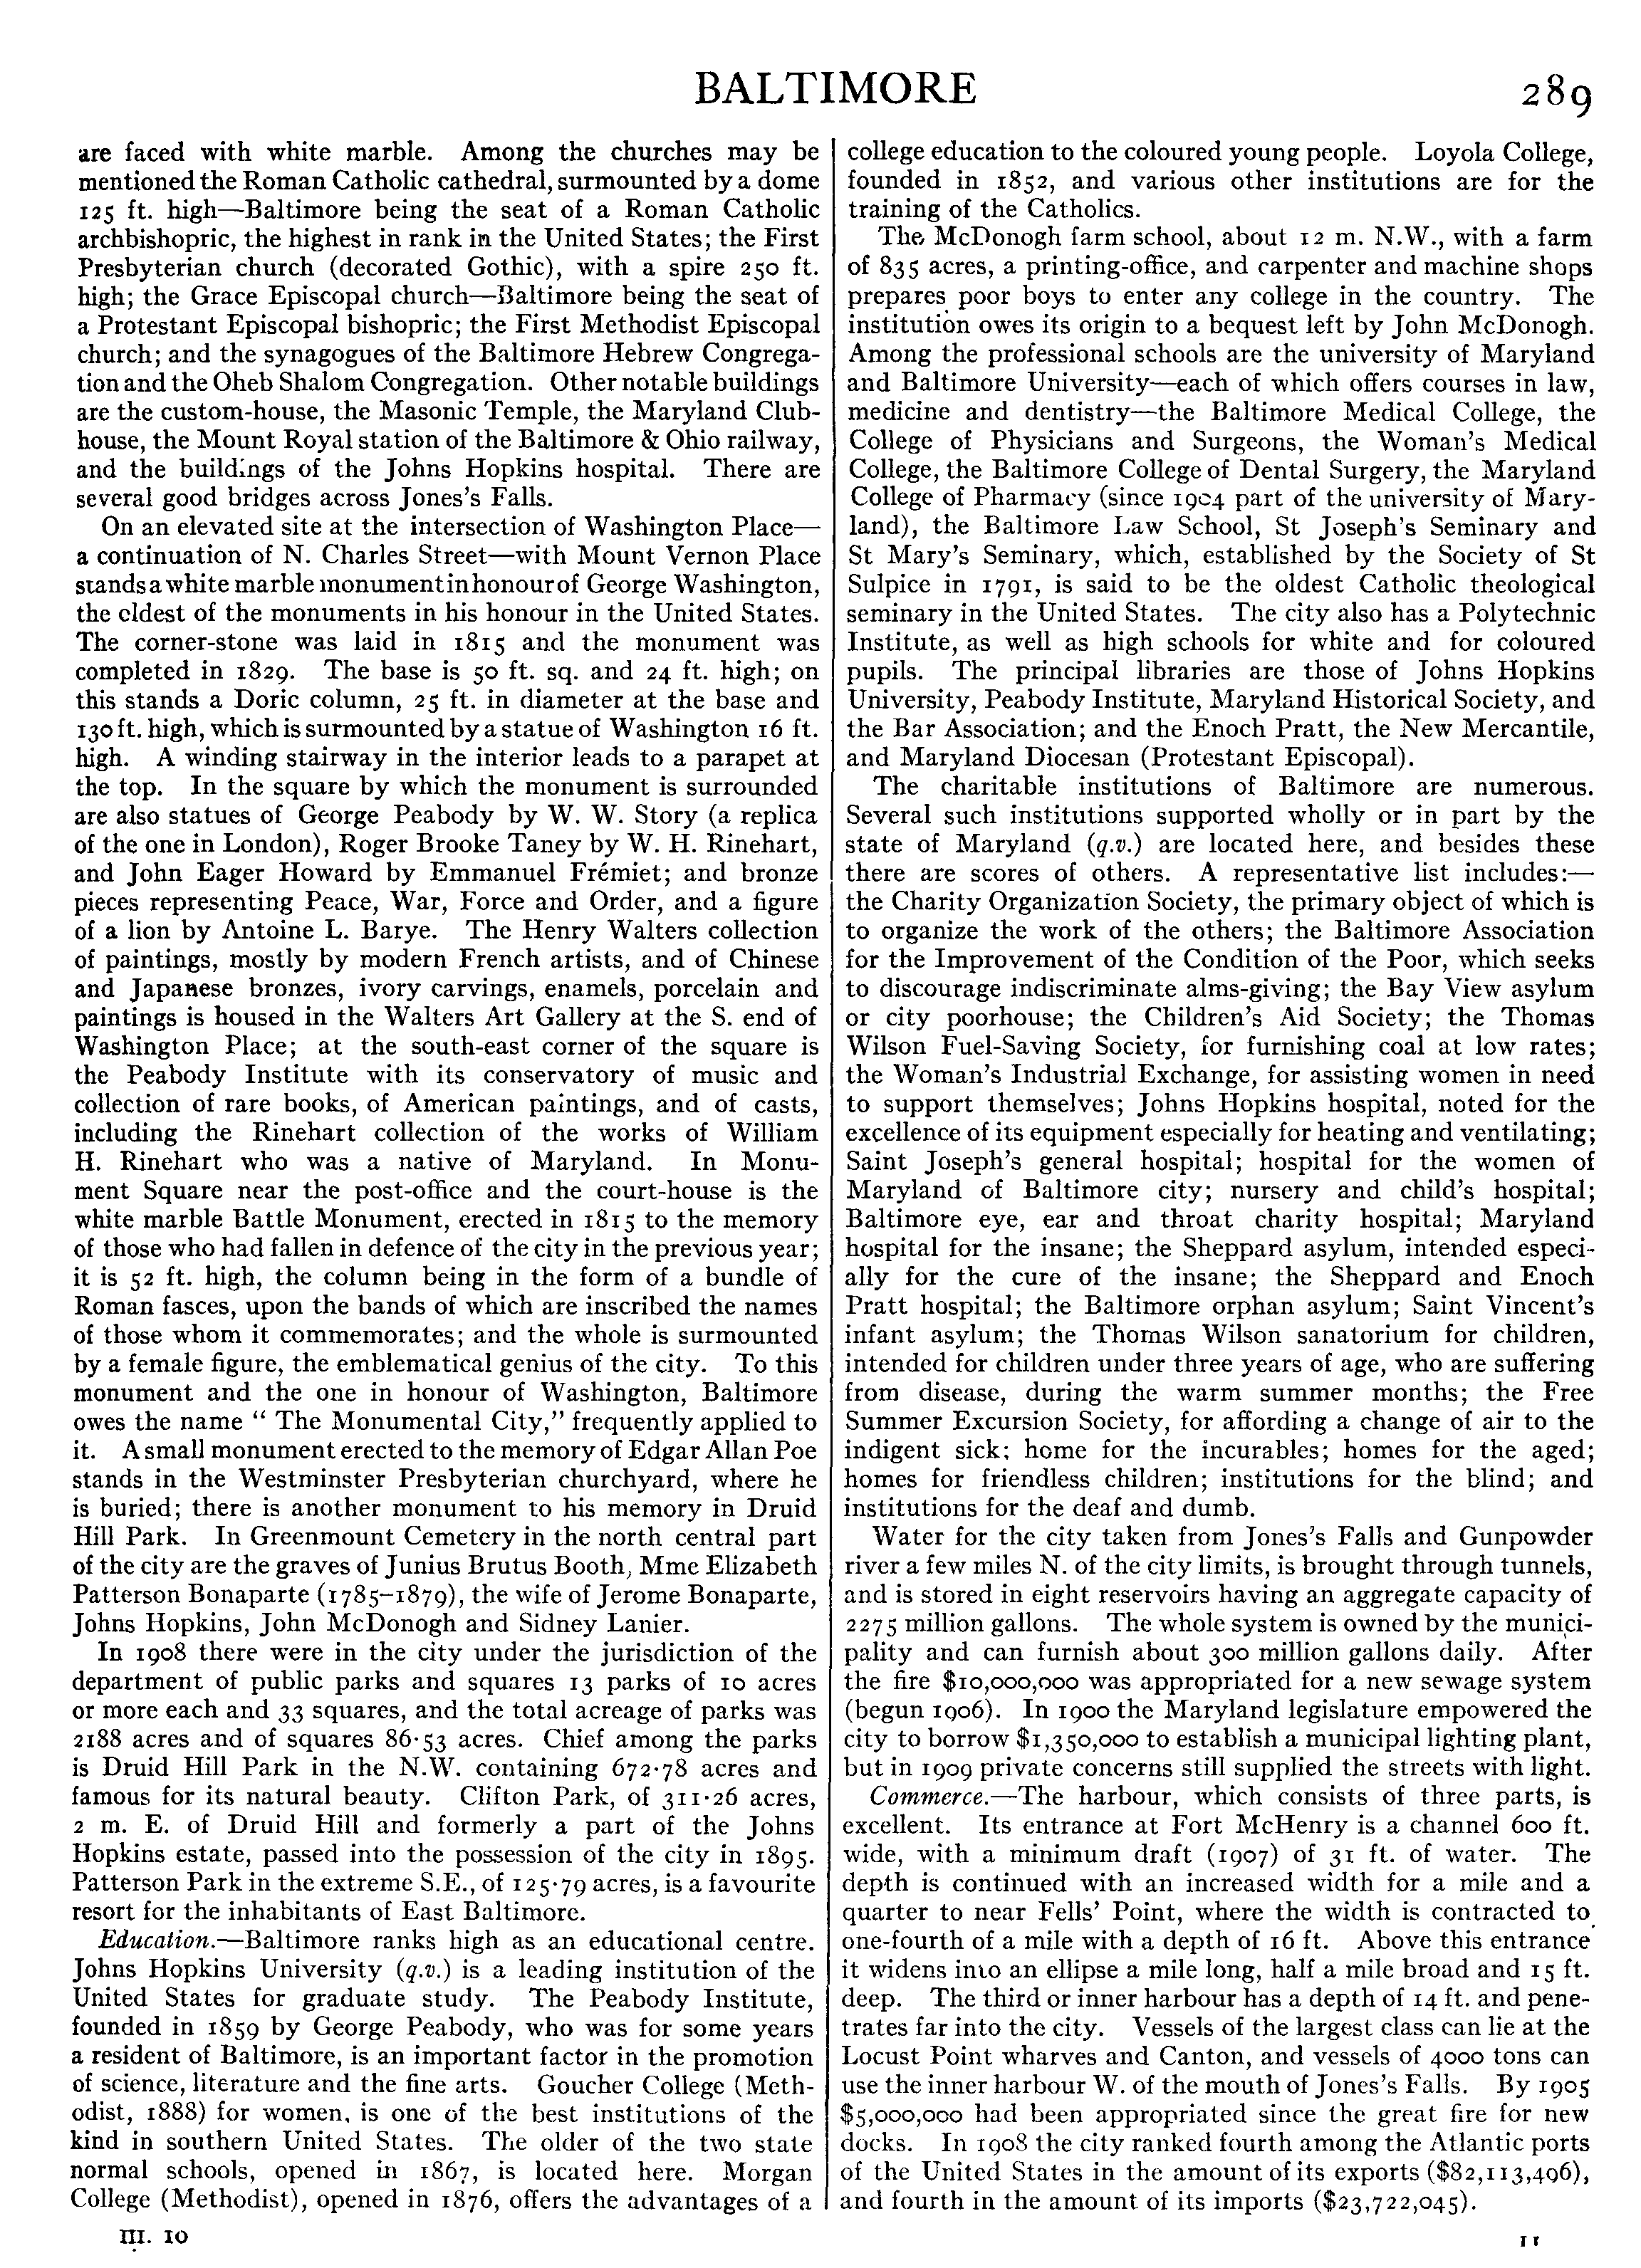 BALTIMORE
289
are faced with white marble. Among the churches may be
mentioned the Roman Catholic cathedral, surmounted by a dome
125 ft. high—Baltimore being the seat of a Roman Catholic
archbishopric, the highest in rank in the United States; the First
Presbyterian church (decorated Gothic), with a spire 250 ft.
high; the Grace Episcopal church—Baltimore being the seat of
a Protestant Episcopal bishopric; the First Methodist Episcopal
church; and the synagogues of the Baltimore Hebrew Congrega-
tion and the Oheb Shalom Congregation. Other notable buildings
are the custom-house, the Masonic Temple, the Maryland Club-
house, the Mount Royal station of the Baltimore & Ohio railway,
and the buildings of the Johns Hopkins hospital. There are
several good bridges across Jones's Falls.
On an elevated site at the intersection of Washington Place—
a continuation of N. Charles Street—with Mount Vernon Place
stands a white marble monument in honour of George Washington,
the eldest of the monuments in his honour in the United States.
The corner-stone was laid in 1815 and the monument was
completed in 1829. The base is 50 ft. sq. and 24 ft. high; on
this stands a Doric column, 25 ft. in diameter at the base and
130 ft. high, which is surmounted by a statue of Washington 16 ft.
high. A winding stairway in the interior leads to a parapet at
the top. In the square by which the monument is surrounded
are also statues of George Peabody by W. W. Story (a replica
of the one in London), Roger Brooke Taney by W. H. Rinehart,
and John Eager Howard by Emmanuel Frémiet; and bronze
pieces representing Peace, War, Force and Order, and a figure
of a lion by Antoine L. Barye. The Henry Walters collection
of paintings, mostly by modern French artists, and of Chinese
and Japanese bronzes, ivory carvings, enamels, porcelain and
paintings is housed in the Walters Art Gallery at the S. end of
Washington Place; at the south-east corner of the square is
the Peabody Institute with its conservatory of music and
collection of rare books, of American paintings, and of casts,
including the Rinehart collection of the works of William
H. Rinehart who was a native of Maryland. In Monu-
ment Square near the post-office and the court-house is the
white marble Battle Monument, erected in 1815 to the memory
of those who had fallen in defence of the city in the previous year;
it is 52 ft. high, the column being in the form of a bundle of
Roman fasces, upon the bands of which are inscribed the names
of those whom it commemorates; and the whole is surmounted
by a female figure, the emblematical genius of the city. To this
monument and the one in honour of Washington, Baltimore
owes the name " The Monumental City," frequently applied to
it. A small monument erected to the memory of Edgar Allan Poe
stands in the Westminster Presbyterian churchyard, where he
is buried; there is another monument to his memory in Druid
Hill Park. In Greenmount Cemetery in the north central part
of the city are the graves of Junius Brutus Booth, Mme Elizabeth
Patterson Bonaparte (1785–1879), the wife of Jerome Bonaparte,
Johns Hopkins, John McDonogh and Sidney Lanier.
In 1908 there were in the city under the jurisdiction of the
department of public parks and squares 13 parks of 10 acres
or more each and 33 squares, and the total acreage of parks was
2188 acres and of squares 86·53 acres. Chief among the parks
is Druid Hill Park in the N.W. containing 672·78 acres and
famous for its natural beauty. Clifton Park, of 311·26 acres,
2 m. E. of Druid Hill and formerly a part of the Johns
Hopkins estate, passed into the possession of the city in 1895.
Patterson Park in the extreme S.E., of 125·79 acres, is a favourite
resort for the inhabitants of East Baltimore.
Education.—Baltimore ranks high as an educational centre.
Johns Hopkins University (q.v.) is a leading institution of the
United States for graduate study. The Peabody Institute,
founded in 1859 by George Peabody, who was for some years
a resident of Baltimore, is an important factor in the promotion
of science, literature and the fine arts. Goucher College (Meth-
odist, 1888) for women, is one of the best institutions of the
kind in southern United States. The older of the two state
normal schools, opened in 1867, is located here. Morgan
College (Methodist), opened in 1876, offers the advantages of a
III. 10
college education to the coloured young people. Loyola College,
founded in 1852, and various other institutions are for the
training of the Catholics.
The McDonogh farm school, about 12 m. N.W., with a farm
of 835 acres, a printing-office, and carpenter and machine shops
prepares poor boys to enter any college in the country. The
institution owes its origin to a bequest left by John McDonogh.
Among the professional schools are the university of Maryland
and Baltimore University—each of which offers courses in law,
medicine and dentistry—the Baltimore Medical College, the
College of Physicians and Surgeons, the Woman's Medical
College, the Baltimore College of Dental Surgery, the Maryland
College of Pharmacy (since 1904 part of the university of Mary-
land), the Baltimore Law School, St Joseph's Seminary and
St Mary's Seminary, which, established by the Society of St
Sulpice in 1791, is said to be the oldest Catholic theological
seminary in the United States. The city also has a Polytechnic
Institute, as well as high schools for white and for coloured
pupils. The principal libraries are those of Johns Hopkins
University, Peabody Institute, Maryland Historical Society, and
the Bar Association; and the Enoch Pratt, the New Mercantile,
and Maryland Diocesan (Protestant Episcopal).
The charitable institutions of Baltimore are numerous.
Several such institutions supported wholly or in part by the
state of Maryland (q.v.) are located here, and besides these
there are scores of others. A representative list includes:—
the Charity Organization Society, the primary object of which is
to organize the work of the others; the Baltimore Association
for the Improvement of the Condition of the Poor, which seeks
to discourage indiscriminate alms-giving; the Bay View asylum
or city poorhouse; the Children's Aid Society; the Thomas
Wilson Fuel-Saving Society, for furnishing coal at low rates;
the Woman's Industrial Exchange, for assisting women in need
to support themselves; Johns Hopkins hospital, noted for the
excellence of its equipment especially for heating and ventilating;
Saint Joseph's general hospital; hospital for the women of
Maryland of Baltimore city; nursery and child's hospital;
Baltimore eye, ear and throat charity hospital; Maryland
hospital for the insane; the Sheppard asylum, intended especi-
ally for the cure of the insane; the Sheppard and Enoch
Pratt hospital; the Baltimore orphan asylum; Saint Vincent's
infant asylum; the Thomas Wilson sanatorium for children,
intended for children under three years of age, who are suffering
from disease, during the warm summer months; the Free
Summer Excursion Society, for affording a change of air to the
indigent sick; home for the incurables; homes for the aged;
homes for friendless children; institutions for the blind; and
institutions for the deaf and dumb.
Water for the city taken from Jones's Falls and Gunpowder
river a few miles N. of the city limits, is brought through tunnels,
and is stored in eight reservoirs having an aggregate capacity of
2275 million gallons. The whole system is owned by the munici-
pality and can furnish about 300 million gallons daily. After
the fire $10,000,000 was appropriated for a new sewage system
(begun 1906). In 1900 the Maryland legislature empowered the
city to borrow $1,350,000 to establish a municipal lighting plant,
but in 1909 private concerns still supplied the streets with light.
Commerce.—The harbour, which consists of three parts, is
excellent. Its entrance at Fort McHenry is a channel 600 ft.
wide, with a minimum draft (1907) of 31 ft. of water. The
depth is continued with an increased width for a mile and a
quarter to near Fells' Point, where the width is contracted to
one-fourth of a mile with a depth of 16 ft. Above this entrance
it widens into an ellipse a mile long, half a mile broad and 15 ft.
deep. The third or inner harbour has a depth of 14 ft. and pene-
trates far into the city. Vessels of the largest class can lie at the
Locust Point wharves and Canton, and vessels of 4000 tons can
use the inner harbour W. of the mouth of Jones's Falls. By 1905
$5,000,000 had been appropriated since the great fire for new
docks. In 1908 the city ranked fourth among the Atlantic ports
of the United States in the amount of its exports ($82,113,496),
and fourth in the amount of its imports ($23,722,045).
11